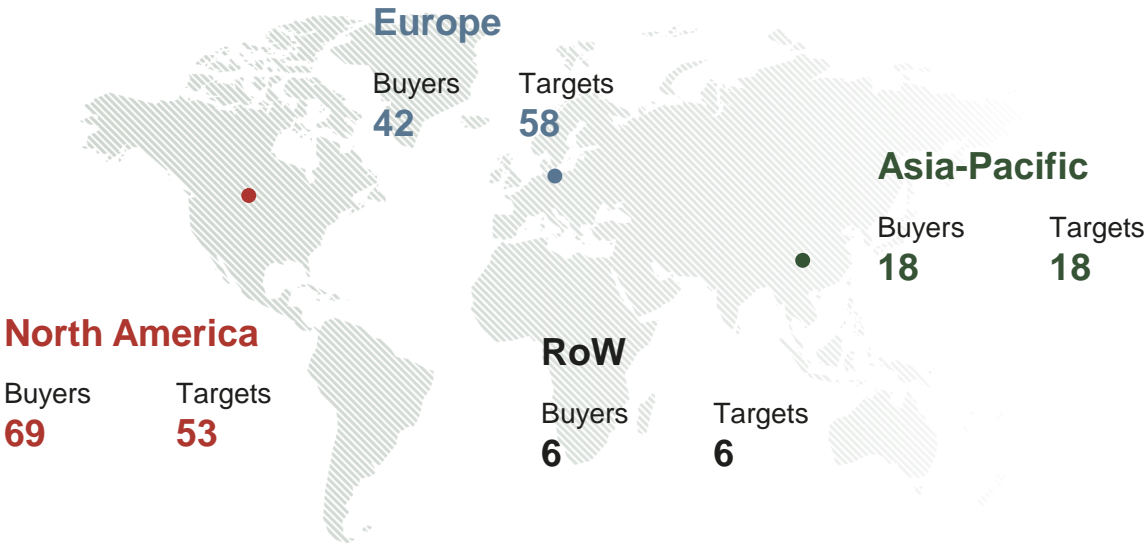 Europe
Buyers Targets
42 58
Asia-Pacific
Buyers Targets
18 18
North America
Buyers Targets
69 53
RoW
Buyers Targets
6 6